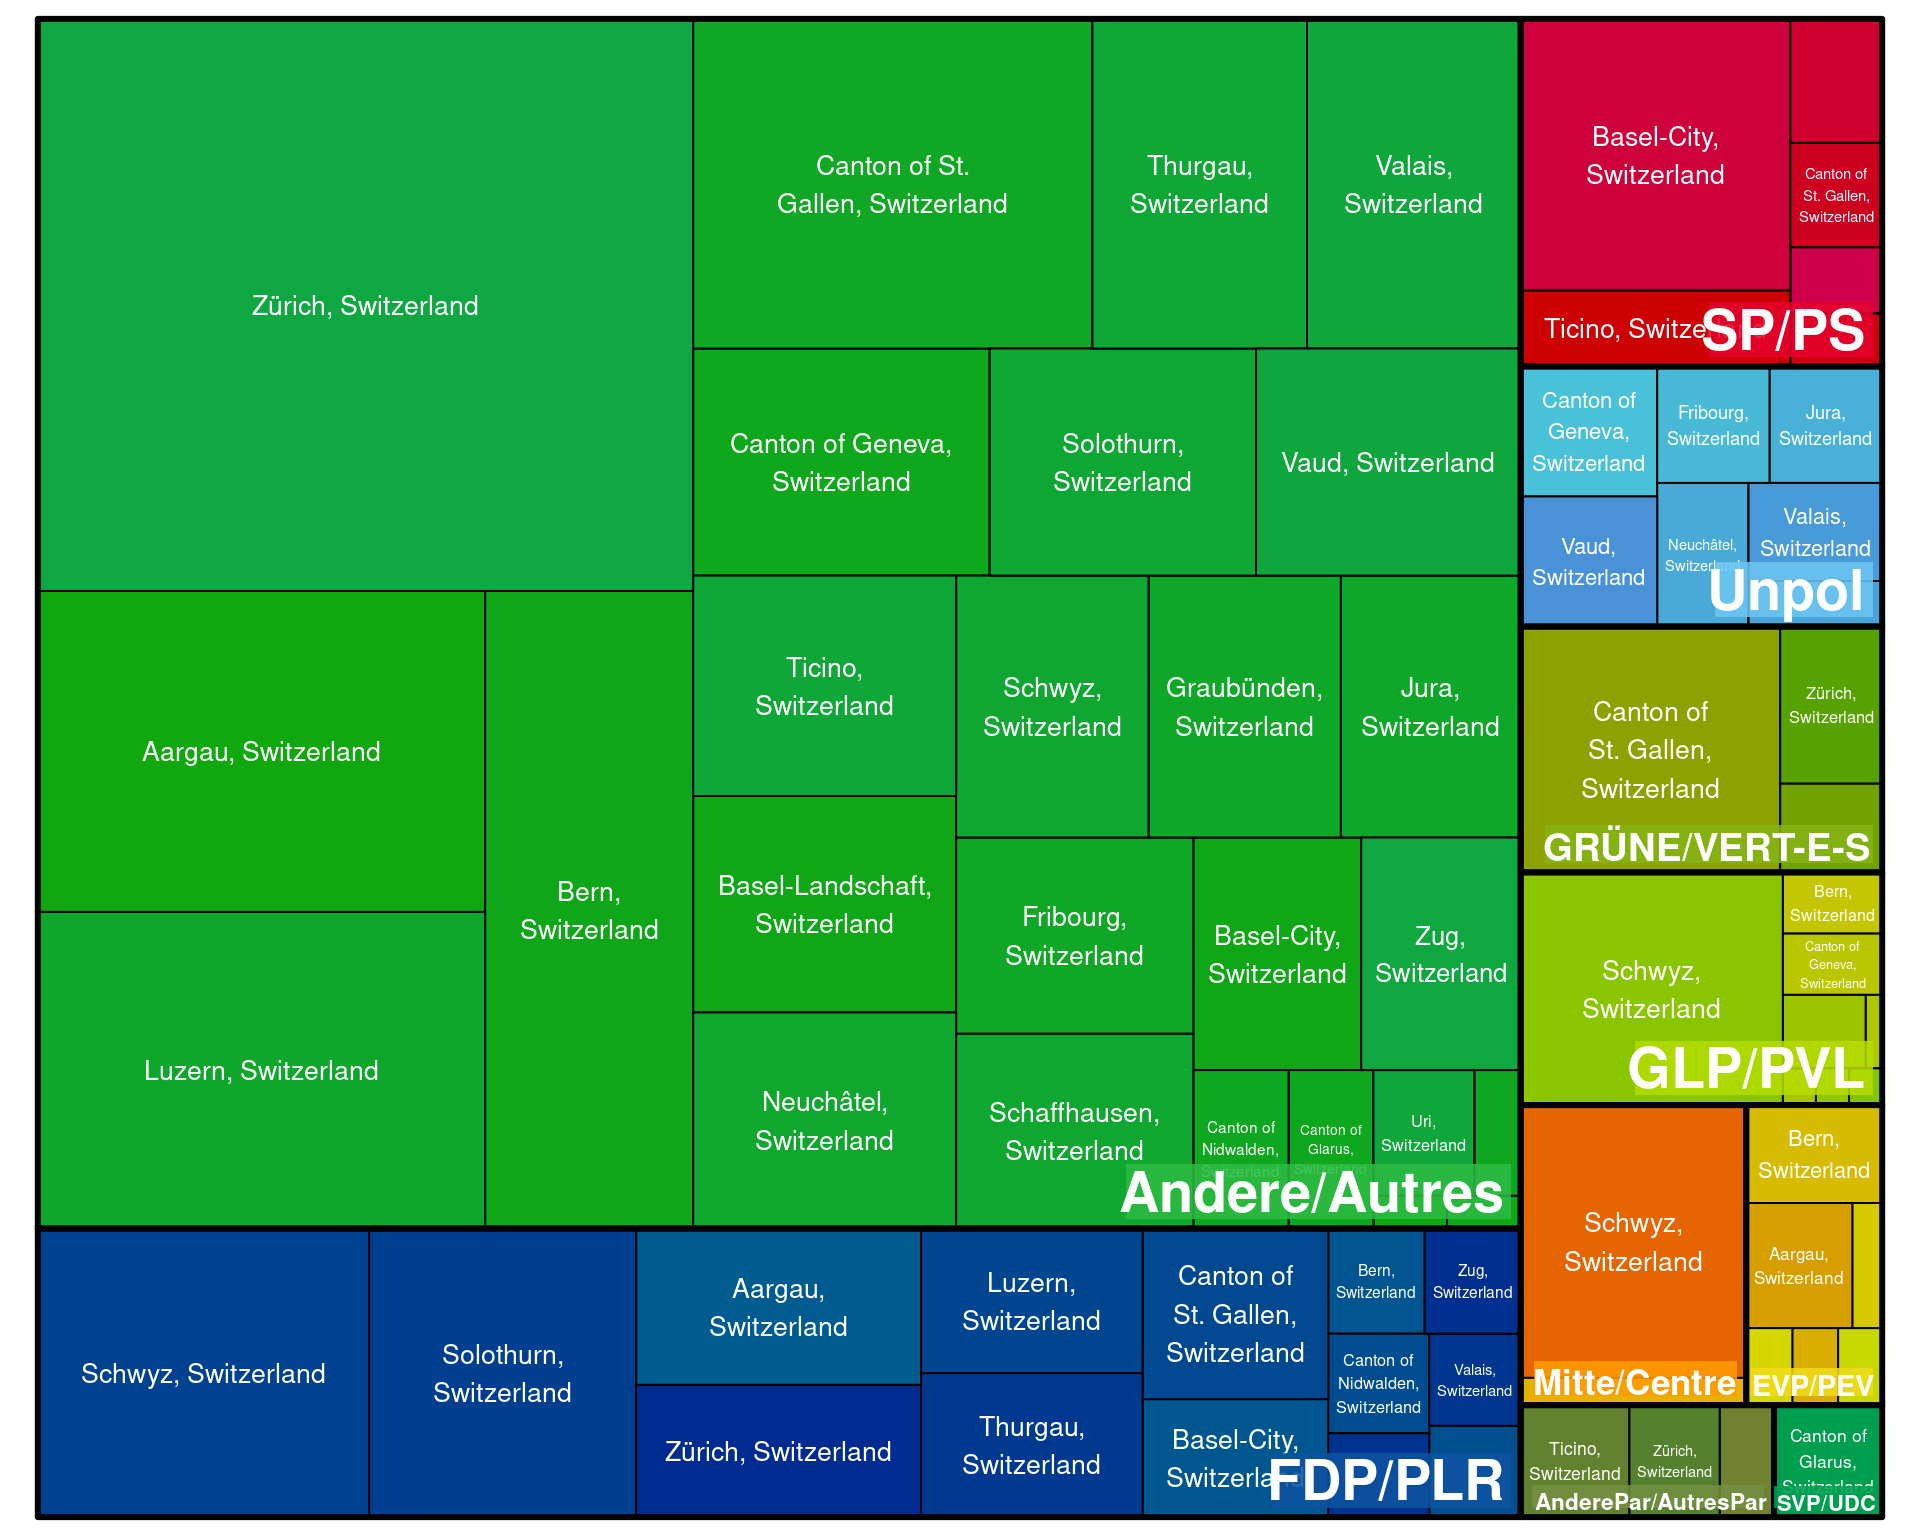 Zürich, Switzerland
Canton of St.
Gallen, Switzerland
Thurgau,
Switzerland
Valais,
Switzerland
Canton of Geneva,
Switzerland
Solothurn,
Switzerland
Vaud, Switzerland
Aargau, Switzerland
Bern,
Switzerland
Luzern, Switzerland
Ticino,
Switzerland
Schwyz,
Switzerland
Graubünden,
Switzerland
Jura,
Switzerland
Basel-Landschaft,
Switzerland
Fribourg,
Switzerland
Basel-City,
Switzerland
Zug,
Switzerland
Neuchâtel,
Switzerland
Schaffhausen,
Switzerland
Canton of
Nidwalden,
Switzerland
Canton of
Glarus,
Switzerland
Uri,
Switzerland
Andere/Autres
Schwyz, Switzerland
Solothurn,
Switzerland
Aargau,
Switzerland
Zürich, Switzerland
Luzern,
Switzerland
Thurgau,
Switzerland
Canton of
St. Gallen,
Switzerland
Basel-City,
Switzerland
Bern,
Switzerland
Zug,
Switzerland
Canton of
Nidwalden,
Switzerland
Valais,
Switzerland
FDP/PLR
Basel-City,
Switzerland
Canton of
St. Gallen,
Switzerland
Ticino, Switzerland
SP/PS
Canton of
Geneva,
Switzerland
Fribourg,
Switzerland
Jura,
Switzerland
Vaud,
Switzerland
Neuchâtel,
Switzerland
Valais,
Switzerland
Unpol
Canton of
St. Gallen,
Switzerland
Zürich,
Switzerland
GRÜNE/VERT-E-S
Schwyz,
Switzerland
Bern,
Switzerland
Canton of
Geneva,
Switzerland
GLP/PVL
Schwyz,
Switzerland
Mitte/Centre
Bern,
Switzerland
Aargau,
Switzerland
EVP/PEV
Ticino,
Switzerland
Zürich,
Switzerland
AnderePar/AutresPar
Canton of
Glarus,
Switzerland
SVP/UDC